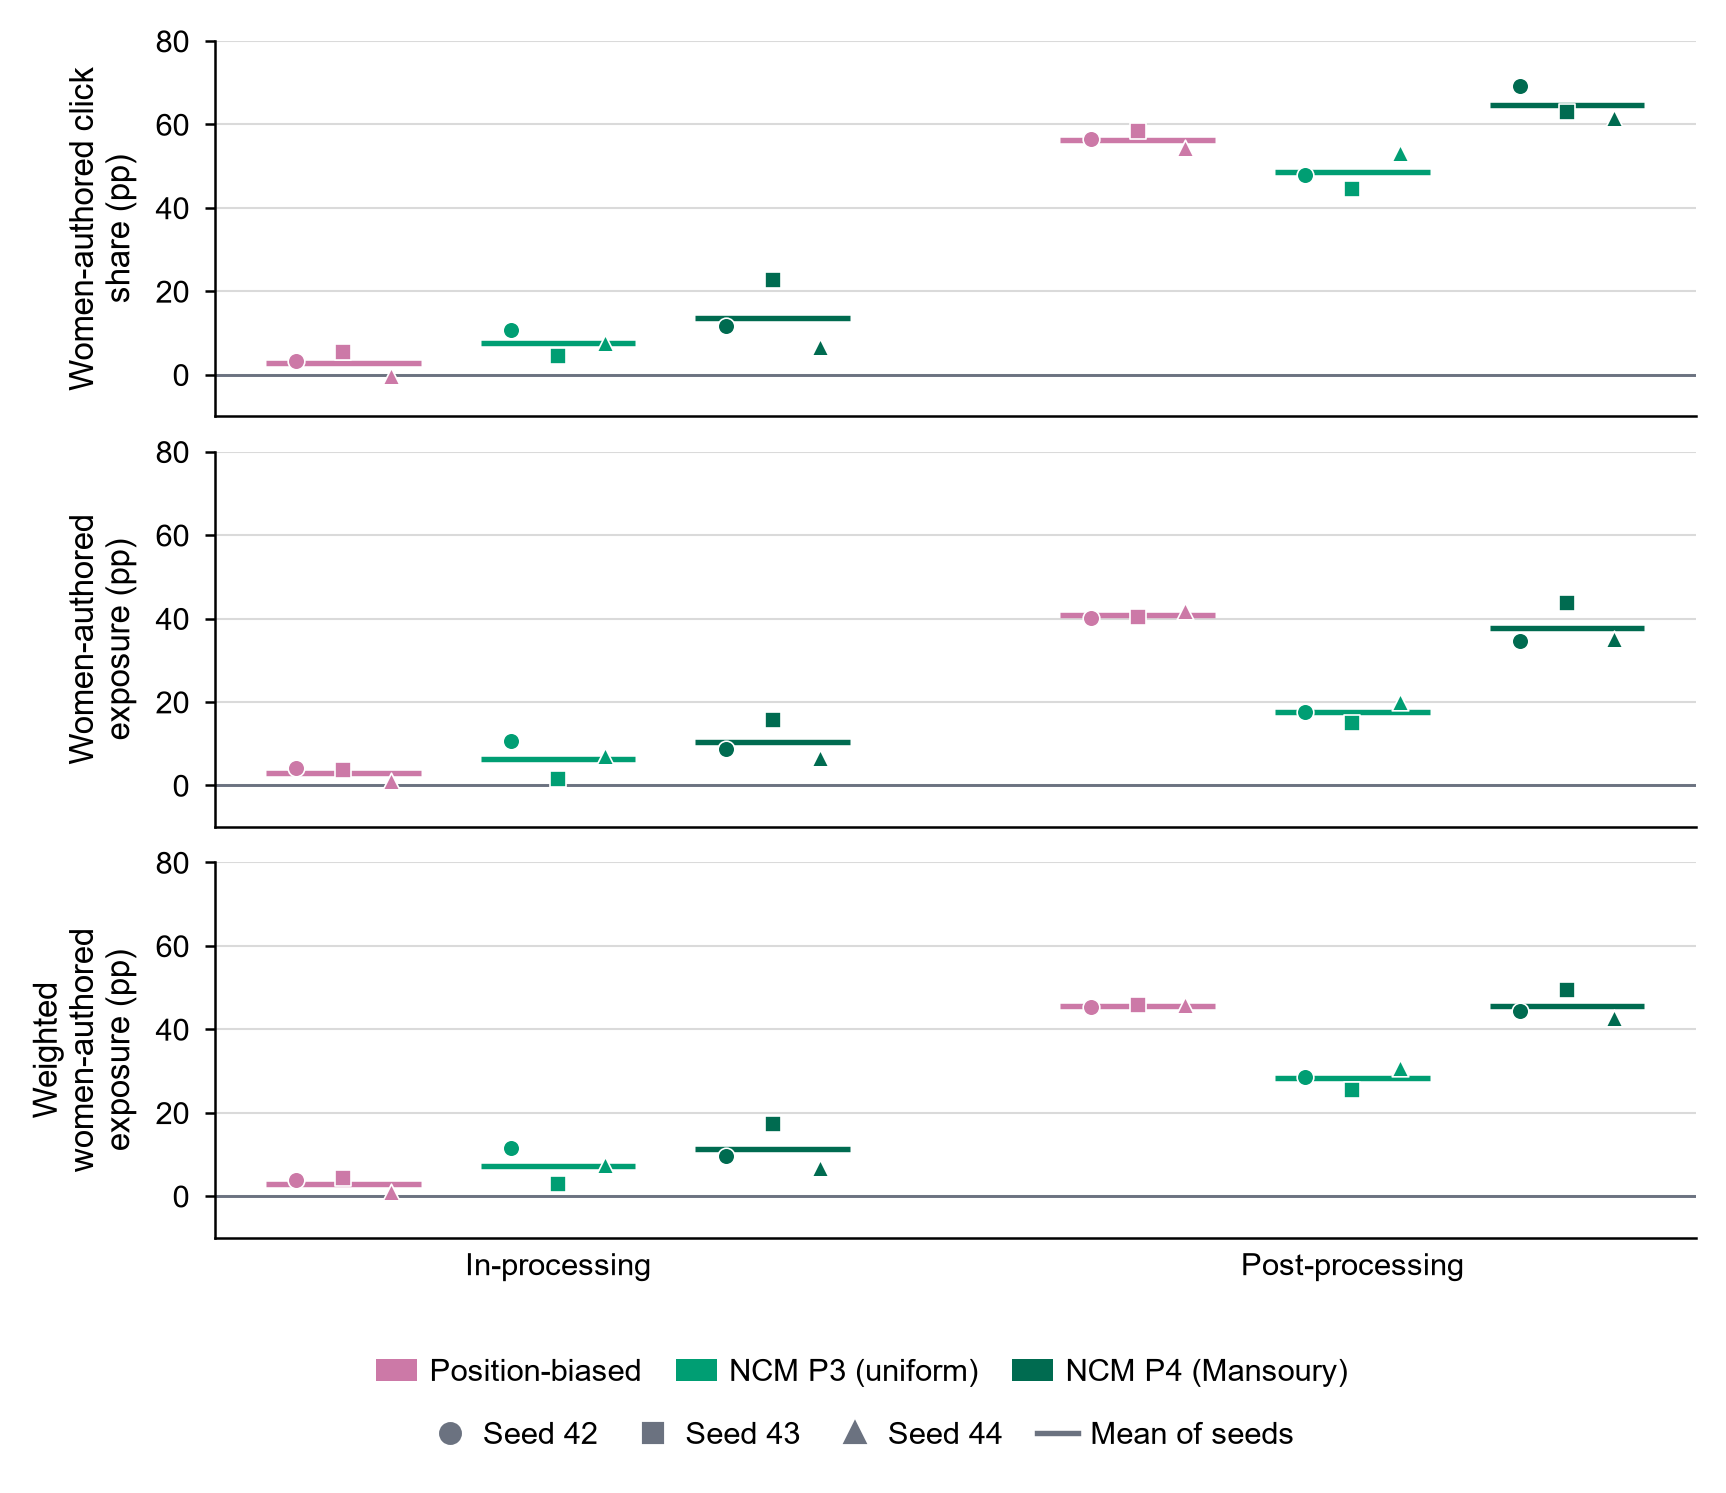 80
60
40
20
0
Women-authored click
share (pp)
80
60
40
20
0
Women-authored
exposure (pp)
80
60
40
20
0
Weighted
women-authored
exposure (pp)
In-processing
Post-processing
Position-biased
NCM P3 (uniform)
NCM P4 (Mansoury)
Seed 42
Seed 43
Seed 44
Mean of seeds